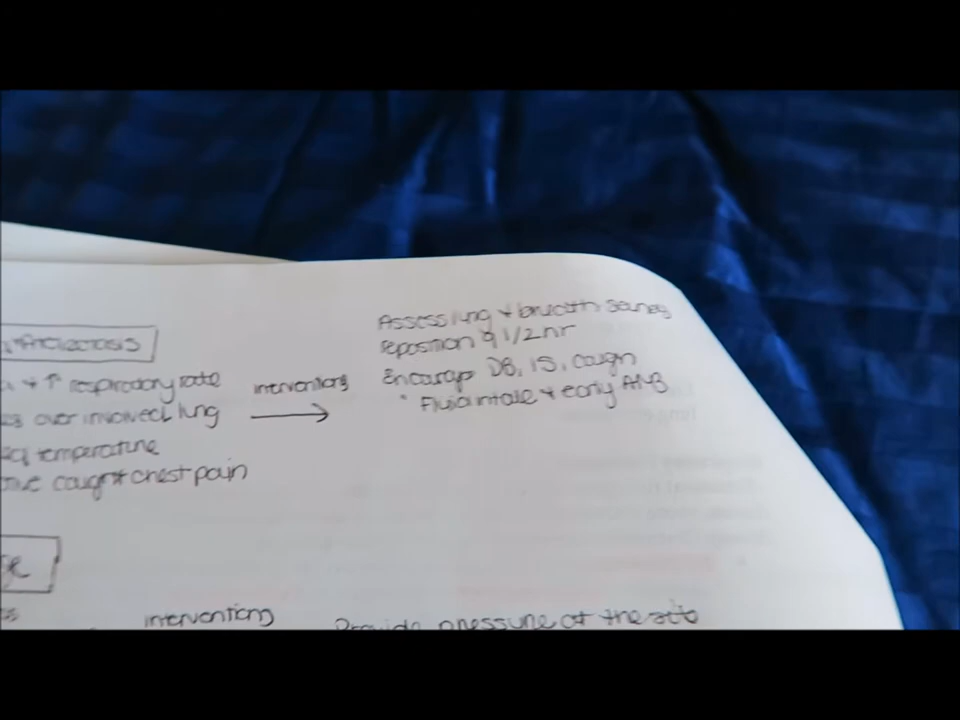 Atelectosis
↑ respiratory rate
over involved lung
temperature
cough & chest pain
interventions
Assess lung & breath sounds
reposition q 1/2 hr
Encourage DB, IS, cough
Fluid intake & early AMB
interventions
Provide pressure at the site